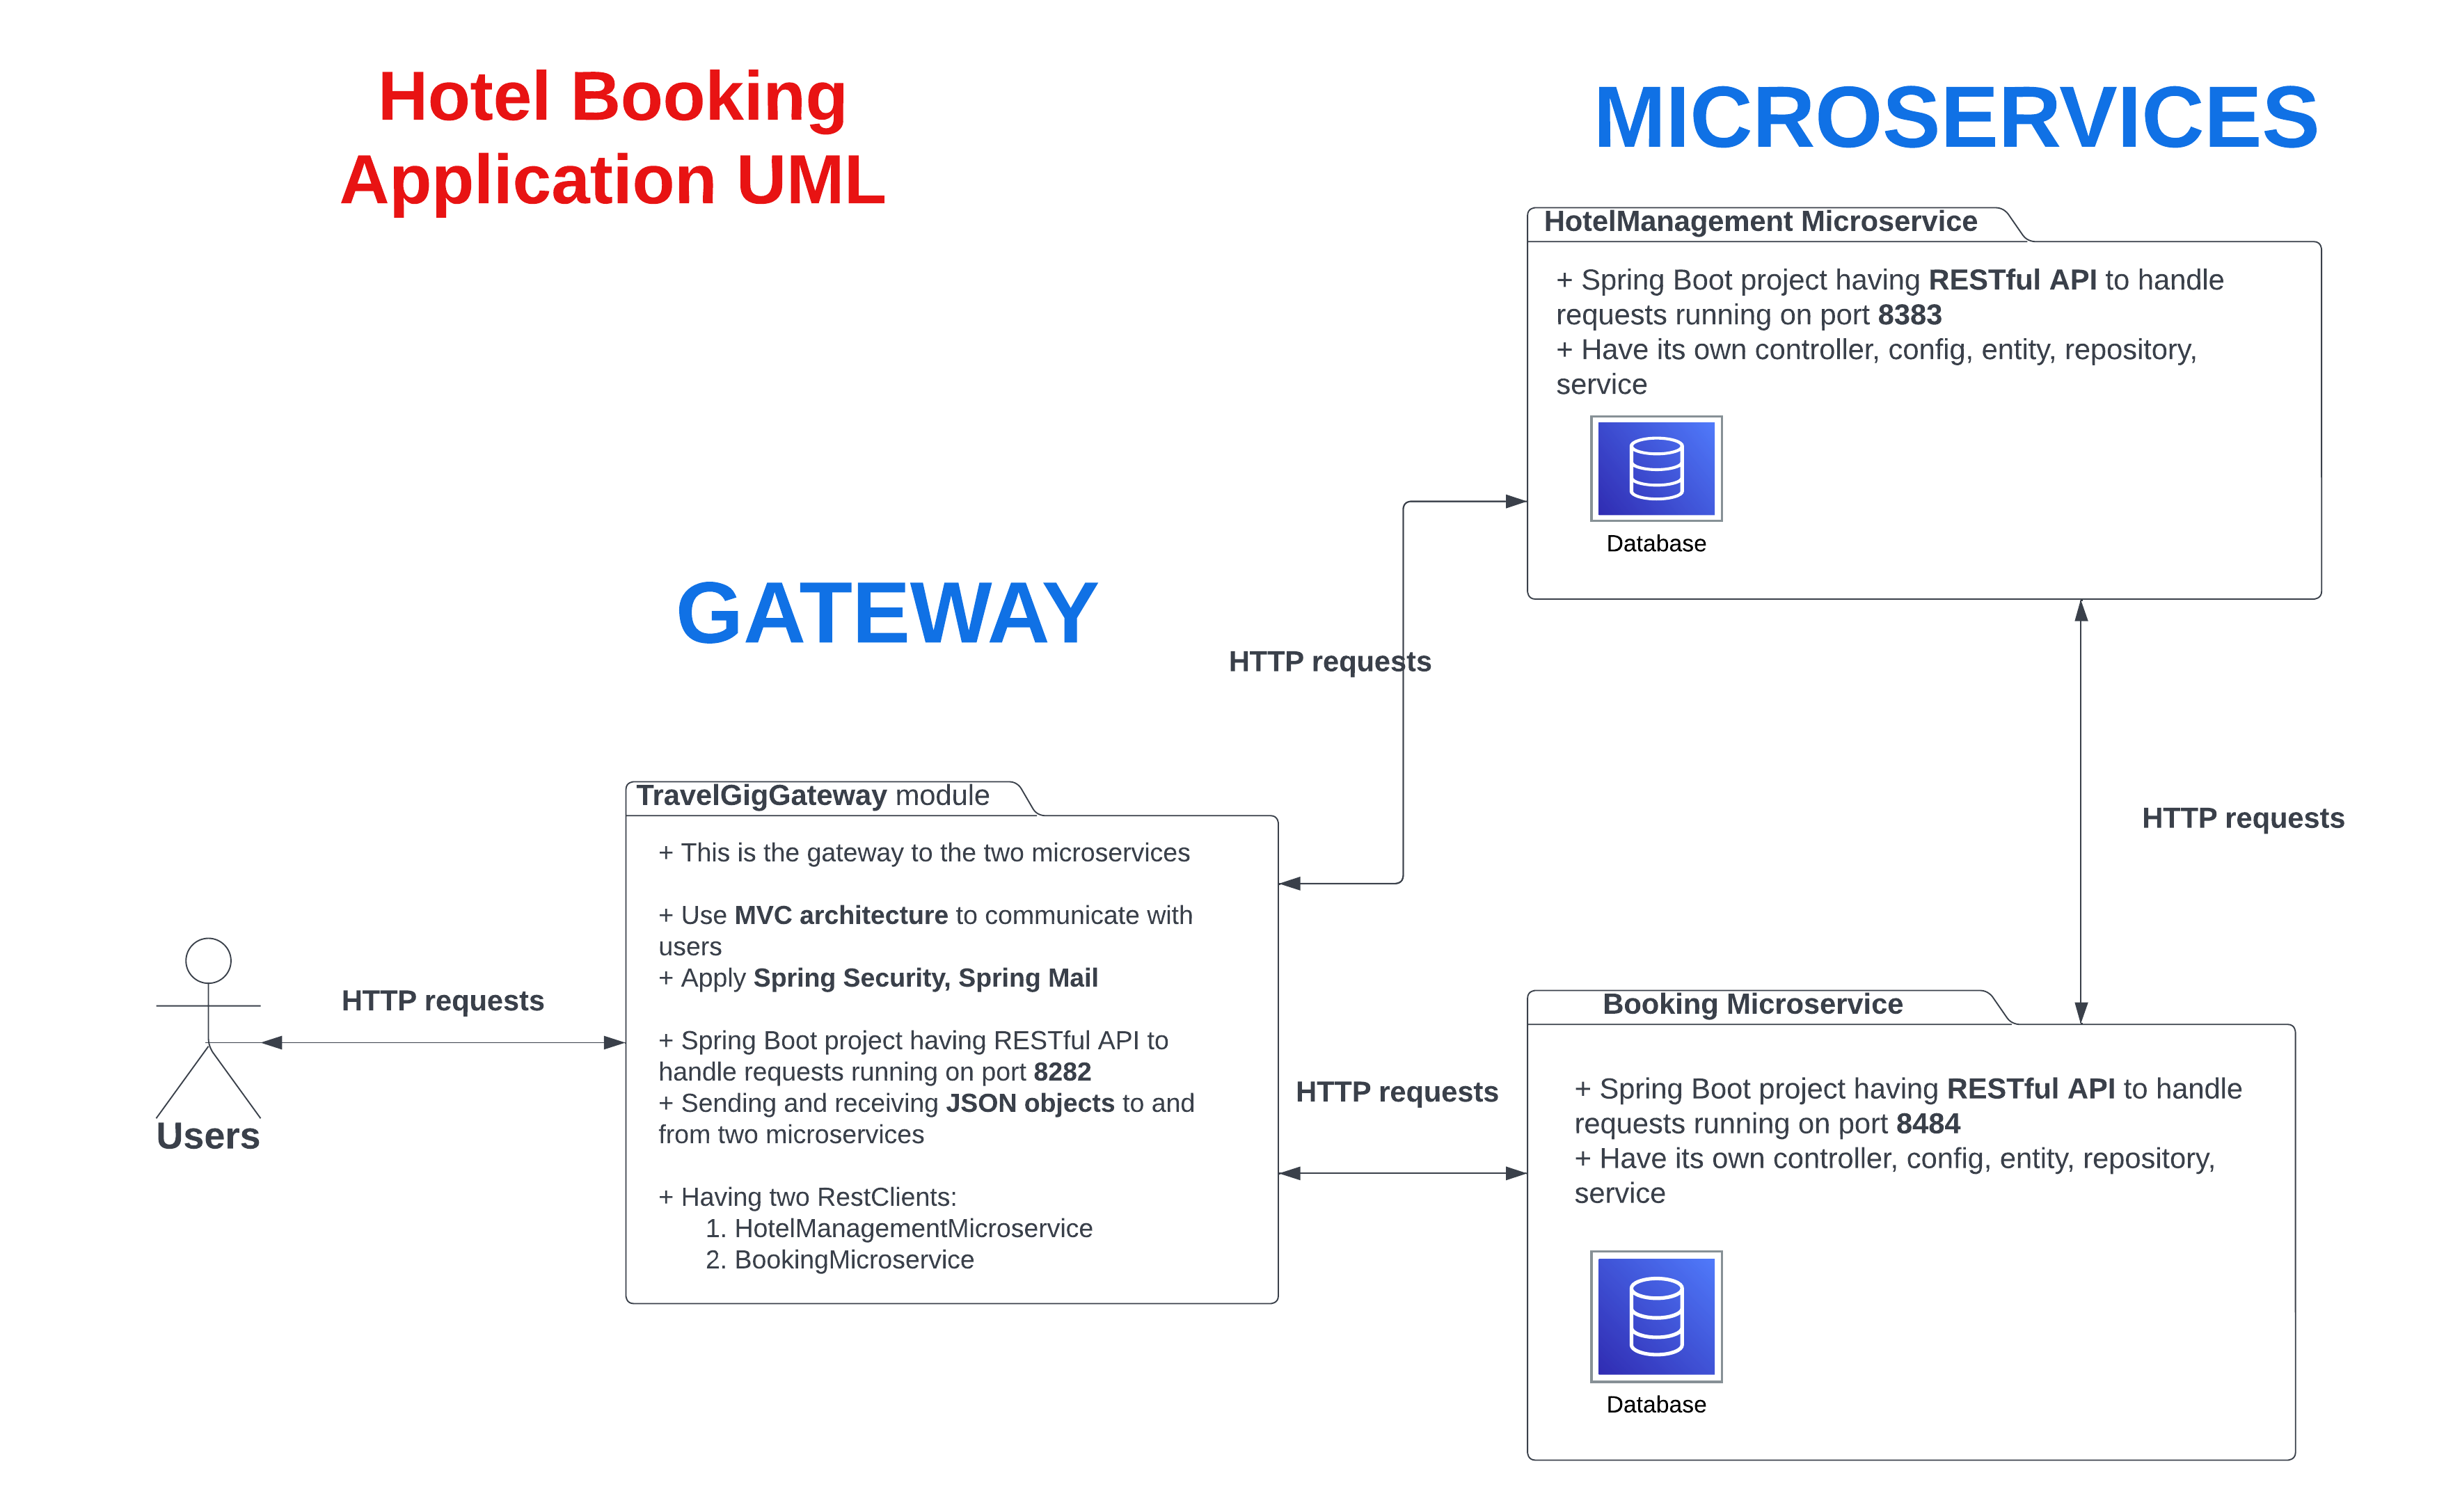 Hotel Booking
Application UML
MICROSERVICES
HotelManagement Microservice
+ Spring Boot project having RESTful API to handle
requests running on port 8383
+ Have its own controller, config, entity, repository,
service
Database
GATEWAY
HTTP requests
TravelGigGateway module
+ This is the gateway to the two microservices
+ Use MVC architecture to communicate with
users
+ Apply Spring Security, Spring Mail
+ Spring Boot project having RESTful API to
handle requests running on port 8282
+ Sending and receiving JSON objects to and
from two microservices
+ Having two RestClients:
1. HotelManagementMicroservice
2. BookingMicroservice
HTTP requests
Users
HTTP requests
HTTP requests
Booking Microservice
+ Spring Boot project having RESTful API to handle
requests running on port 8484
+ Have its own controller, config, entity, repository,
service
Database